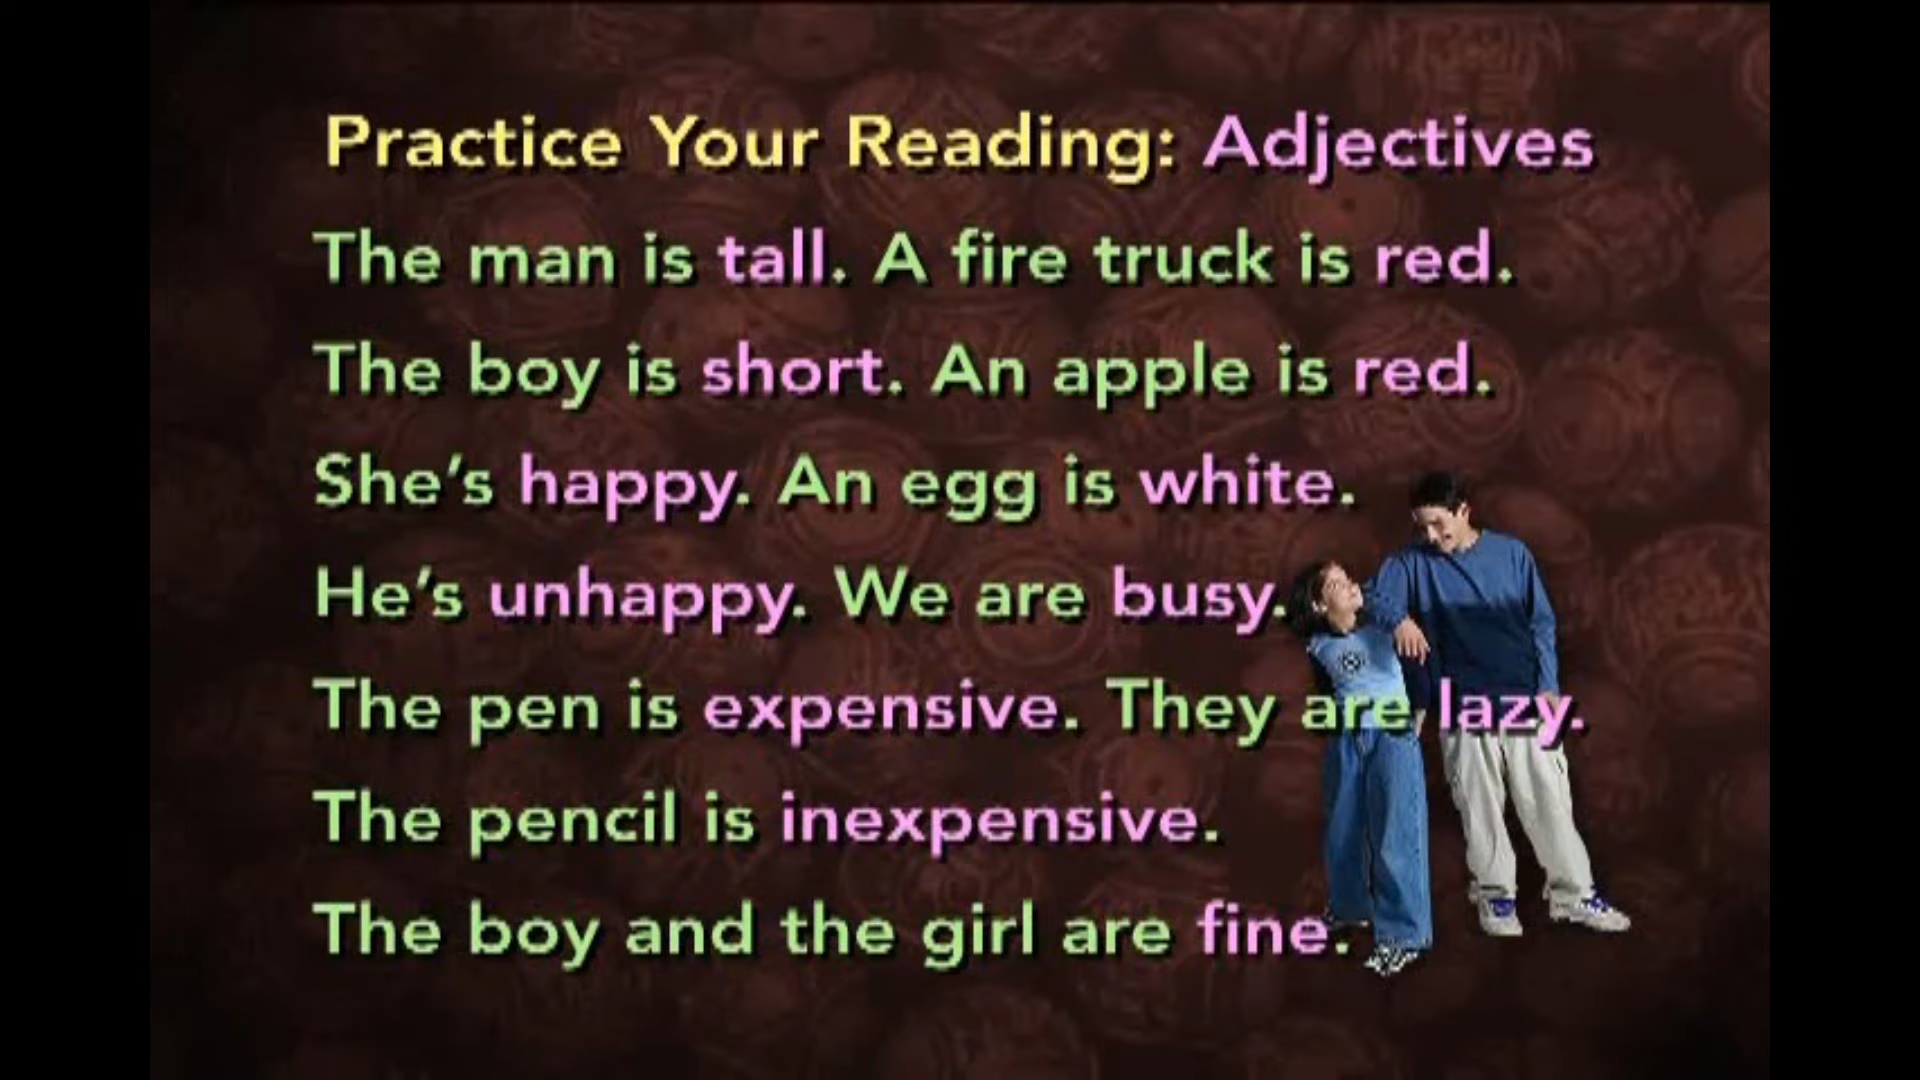 Practice Your Reading: Adjectives
The man is tall. A fire truck is red.
The boy is short. An apple is red.
She's happy. An egg is white.
He's unhappy. We are busy.
The pen is expensive. They are lazy.
The pencil is inexpensive.
The boy and the girl are fine.